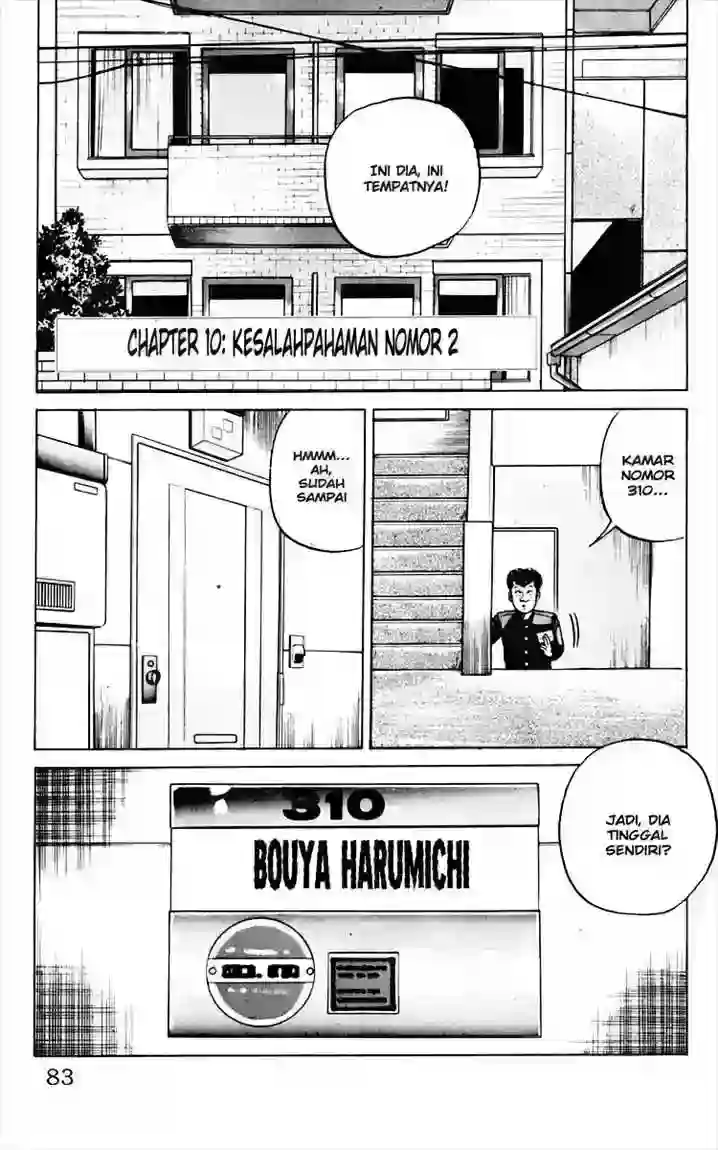 INI DIA, INI
TEMPATNYA!
CHAPTER 10: KESALAHPAHAMAN NOMOR 2
KAMAR
NOMOR
310...
HMMM...
AH,
SUDAH
SAMPAI
JADI, DIA
TINGGAL
SENDIRI?
310
BOUYA HARUMICHI
83